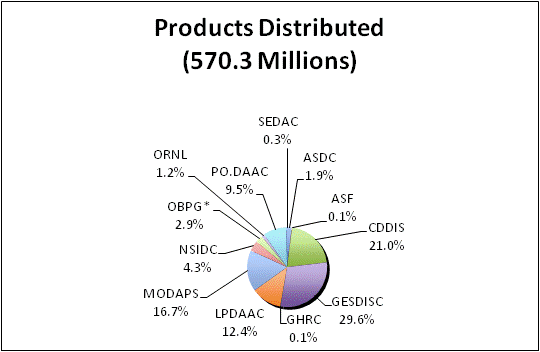 Products Distributed
(570.3 Millions)
SEDAC
0.3%
ASDC
1.9%
ASF
0.1%
CDDIS
21.0%
GESDISC
29.6%
GHRC
0.1%
LPDAAC
12.4%
MODAPS
16.7%
NSIDC
4.3%
OBPG*
2.9%
ORNL
1.2%
PO.DAAC
9.5%